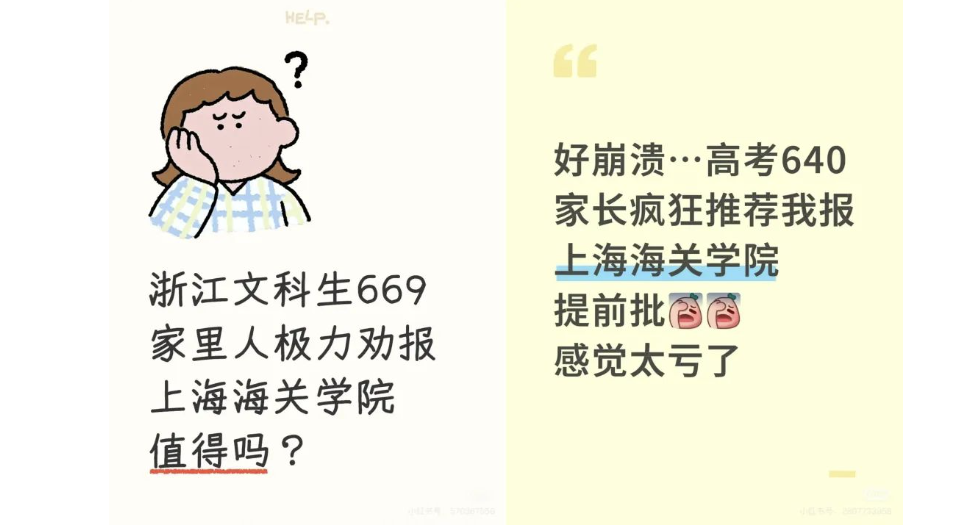 HELP.
?
浙江文科生669
家里人极力劝报
上海海关学院
值得吗？
“
好崩溃…高考640
家长疯狂推荐我报
上海海关学院
提前批
感觉太亏了